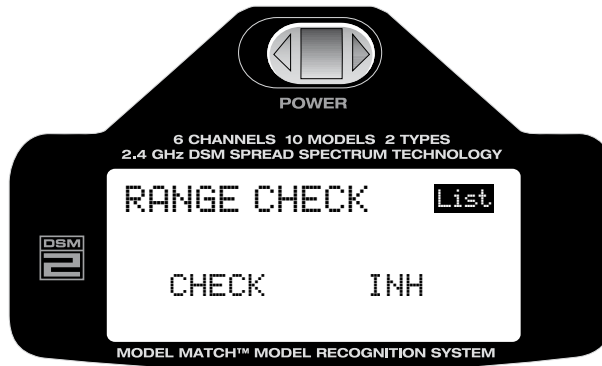 POWER
6 CHANNELS 10 MODELS 2 TYPES
2.4 GHz DSM SPREAD SPECTRUM TECHNOLOGY
RANGE CHECK List
DSM
2
CHECK INH
MODEL MATCH™ MODEL RECOGNITION SYSTEM